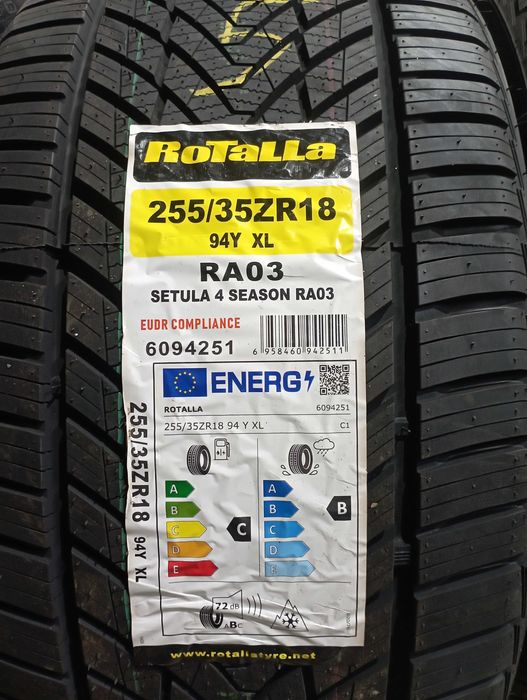 RoTaLLa
255/35ZR18
94Y XL
RA03
SETULA 4 SEASON RA03
EUDR COMPLIANCE
6094251
6 958460 942511
ENERG
ROTALLA 6094251
255/35ZR18 94 Y XL C1
A A
B B B
C C C
D D
E E
72 dB
ABC
255/35ZR18 94Y XL
www.rotallatyre.net